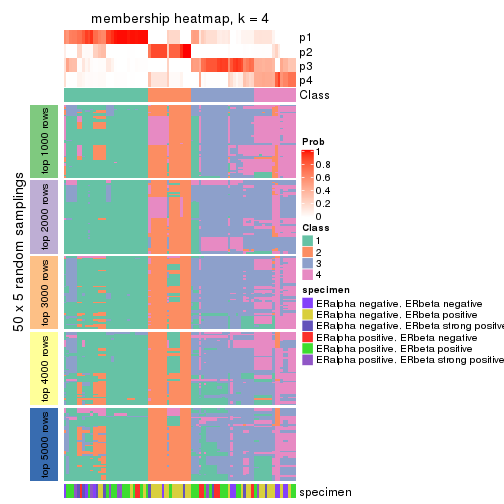 membership heatmap, k = 4
p1
p2
p3
p4
Class
50 x 5 random samplings
top 1000 rows
top 2000 rows
top 3000 rows
top 4000 rows
top 5000 rows
Prob
1
0.8
0.6
0.4
0.2
0
Class
1
2
3
4
specimen
ERalpha negative. ERbeta negative
ERalpha negative. ERbeta positive
ERalpha negative. ERbeta strong positive
ERalpha positive. ERbeta negative
ERalpha positive. ERbeta positive
ERalpha positive. ERbeta strong positive
specimen